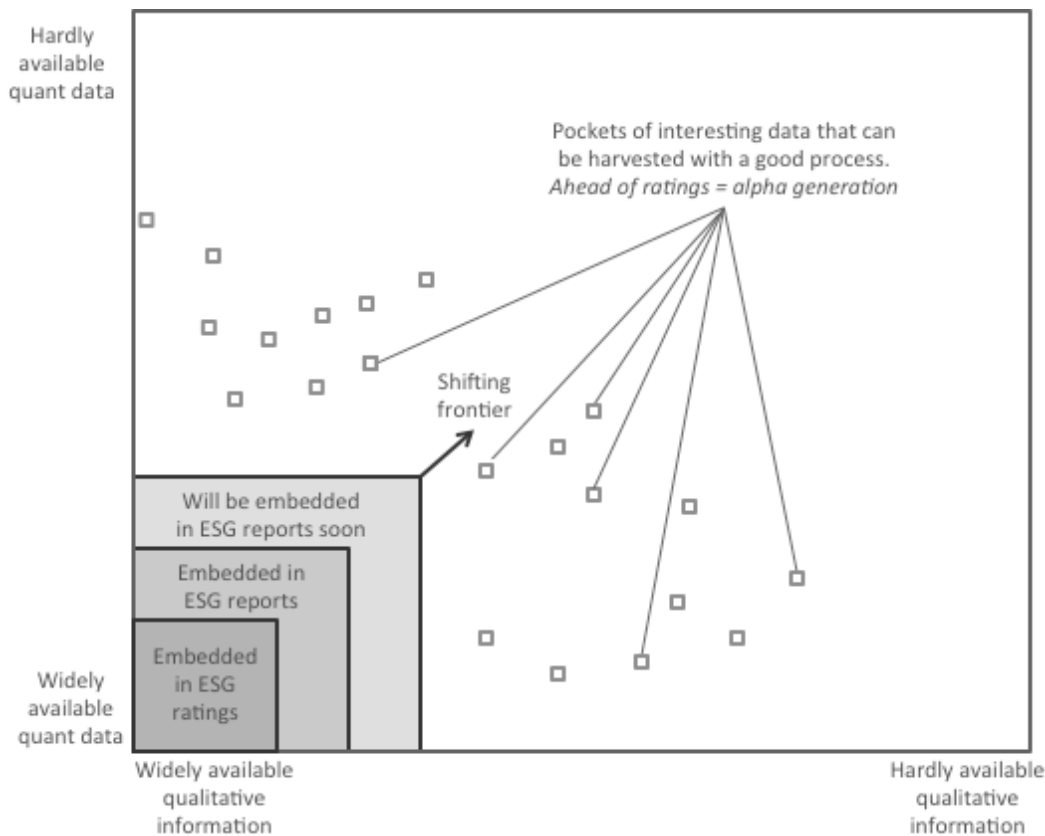 Hardly
available
quant data
Pockets of interesting data that can
be harvested with a good process.
Ahead of ratings = alpha generation
Shifting
frontier
Will be embedded
in ESG reports soon
Embedded in
ESG reports
Embedded
in ESG
ratings
Widely
available
quant data
Widely available
qualitative
information
Hardly available
qualitative
information